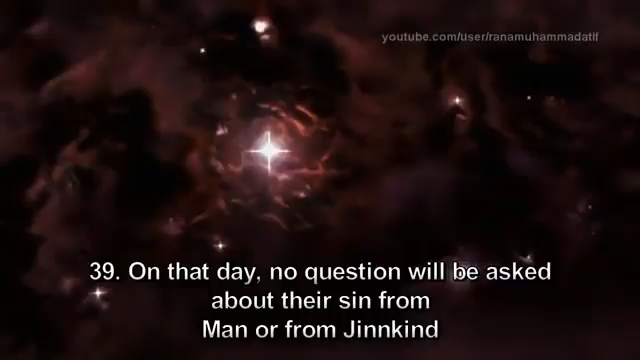 youtube.com/user/ranamuhammadatif
39. On that day, no question will be asked
about their sin from
Man or from Jinnkind